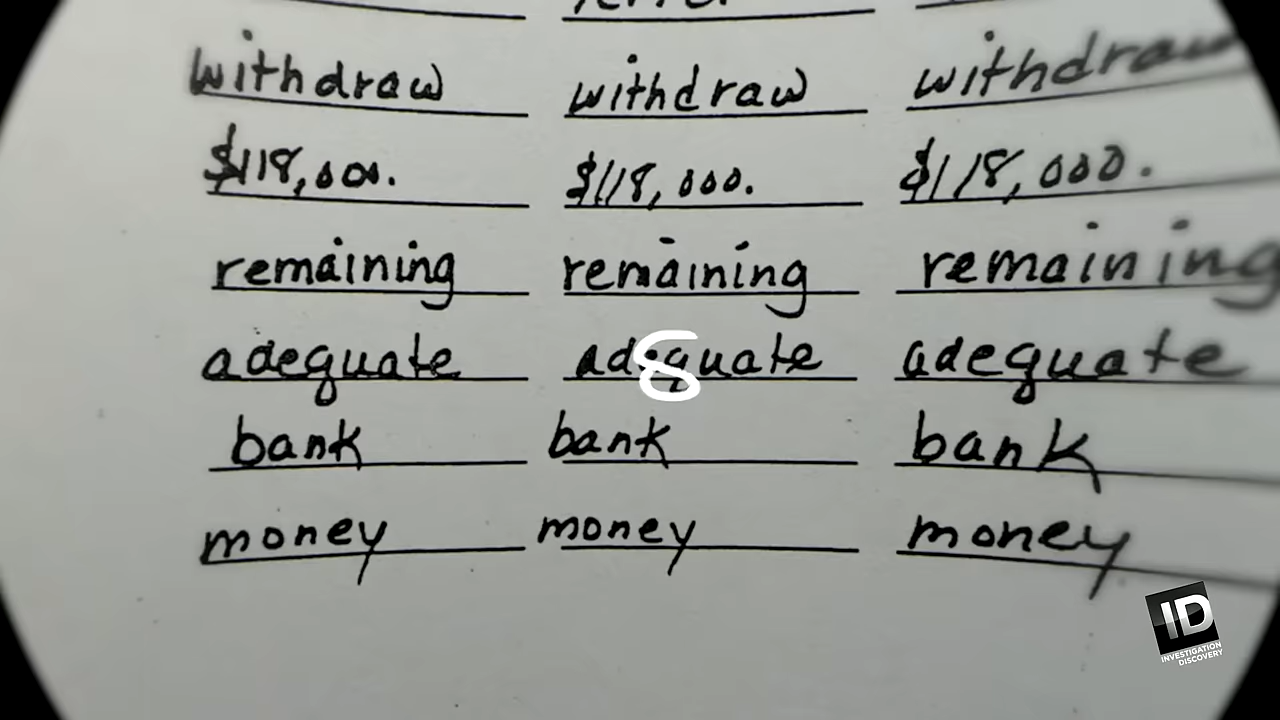 withdraw withdraw withdraw
$118,000. $118,000. $118,000.
remaining remaining remaining
adequate adequate adequate
8
bank bank bank
money money money
ID
INVESTIGATION
DISCOVERY